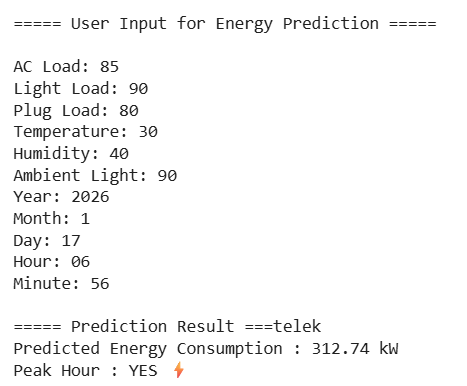 ===== User Input for Energy Prediction =====
AC Load: 85
Light Load: 90
Plug Load: 80
Temperature: 30
Humidity: 40
Ambient Light: 90
Year: 2026
Month: 1
Day: 17
Hour: 06
Minute: 56
===== Prediction Result ===telek
Predicted Energy Consumption : 312.74 kW
Peak Hour : YES ⚡